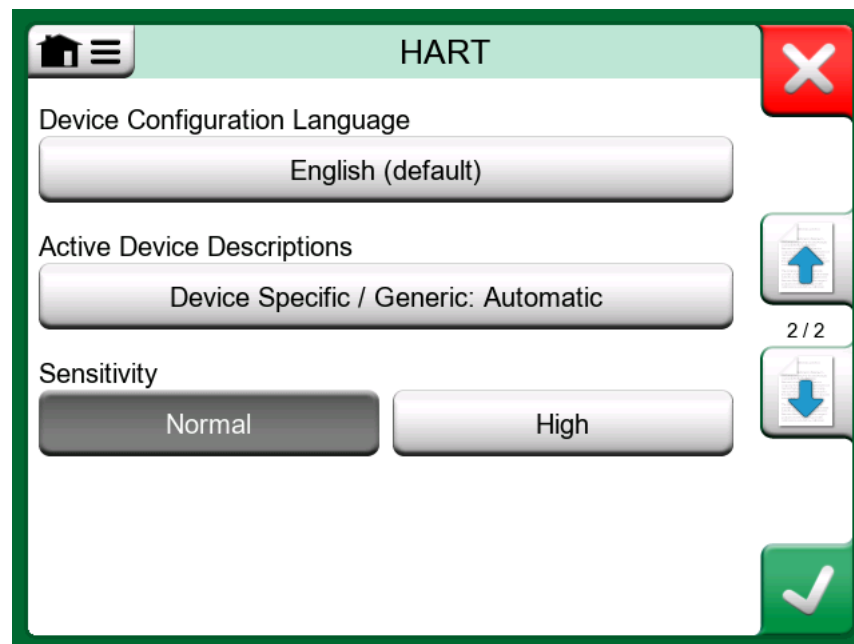 HART
Device Configuration Language
English (default)
Active Device Descriptions
Device Specific / Generic: Automatic
2 / 2
Sensitivity
Normal
High